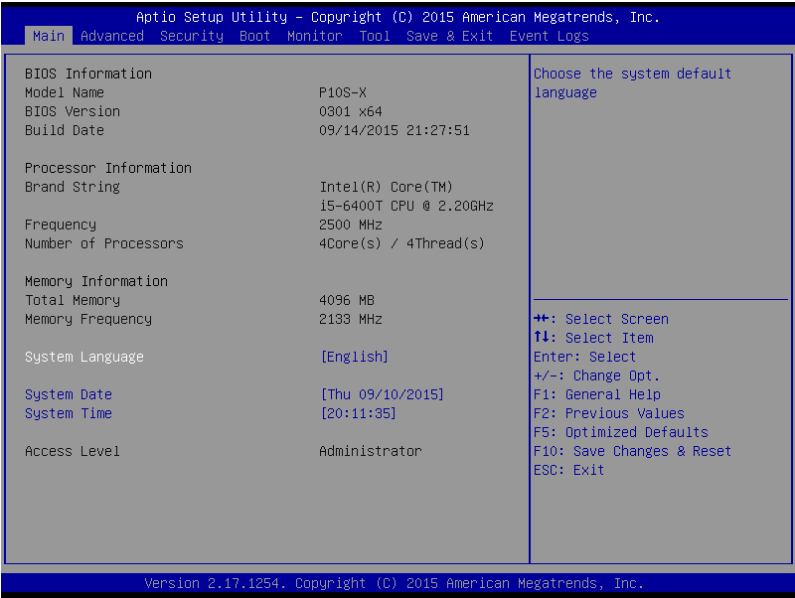 Aptio Setup Utility – Copyright (C) 2015 American Megatrends, Inc.
Main Advanced Security Boot Monitor Tool Save & Exit Event Logs
BIOS Information
Model Name P10S-X
BIOS Version 0301 x64
Build Date 09/14/2015 21:27:51
Processor Information
Brand String Intel(R) Core(TM)
i5-6400T CPU @ 2.20GHz
Frequency 2500 MHz
Number of Processors 4Core(s) / 4Thread(s)
Memory Information
Total Memory 4096 MB
Memory Frequency 2133 MHz
System Language [English]
System Date [Thu 09/10/2015]
System Time [20:11:35]
Access Level Administrator
Choose the system default
language
→←: Select Screen
↑↓: Select Item
Enter: Select
+/-: Change Opt.
F1: General Help
F2: Previous Values
F5: Optimized Defaults
F10: Save Changes & Reset
ESC: Exit
Version 2.17.1254. Copyright (C) 2015 American Megatrends, Inc.